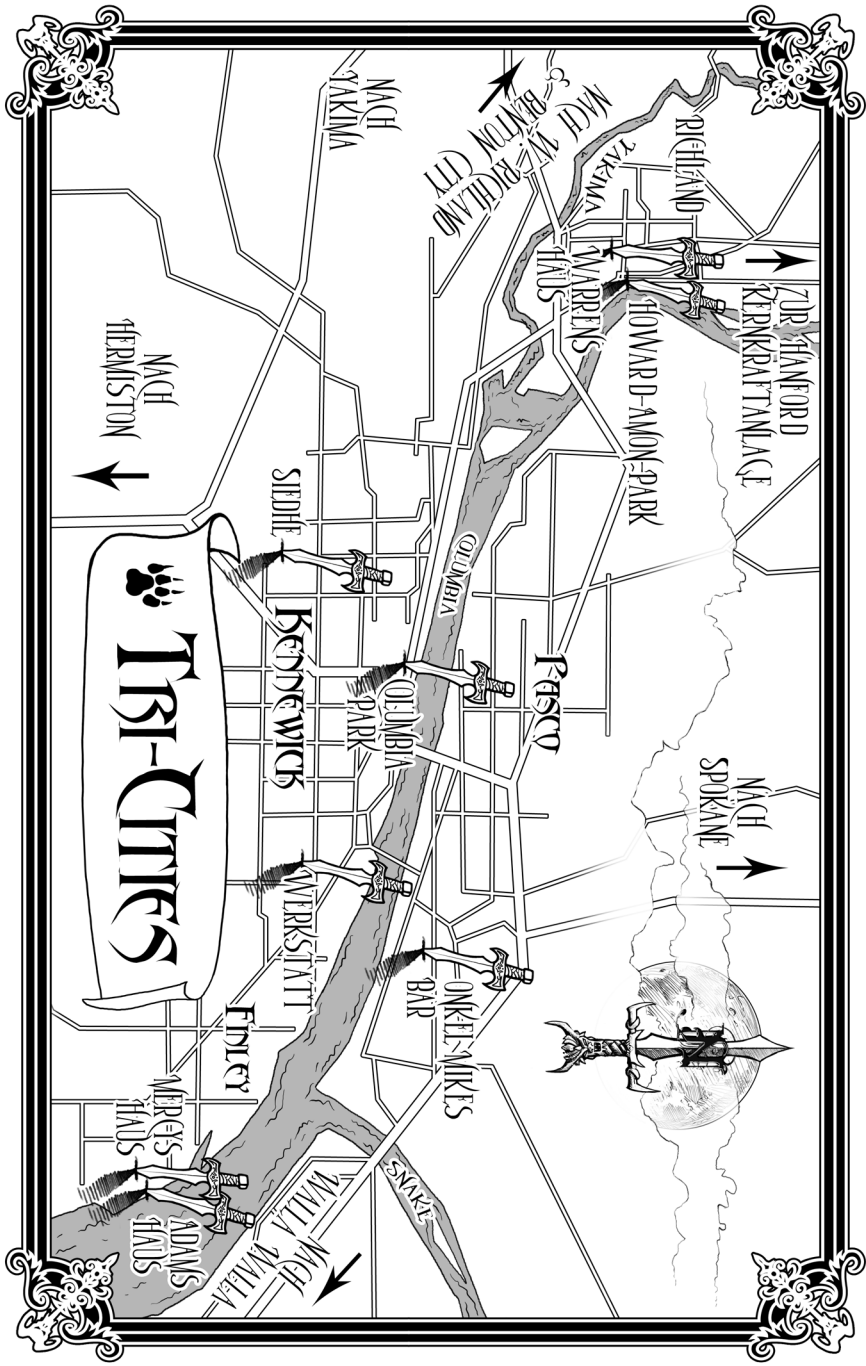 ZUR HANFORD
KERNKRAFTANLAGE
NACH
SPOKANE
RICHLAND
N
HOWARD-AMON-PARK
YAKIMA
WARRENS
HAUS
NACH W. RICHLAND
& BENTON CITY
PASCO
COLUMBIA
ONKEL MIKES
BAR
SNAKE
NACH
WALLA WALLA
NACH
YAKIMA
COLUMBIA
PARK
SIEDHE
KENNEWICK
WERKSTATT
FINLEY
MERCYS
HAUS
ADAMS
HAUS
NACH
HERMISTON
TRI-CITIES